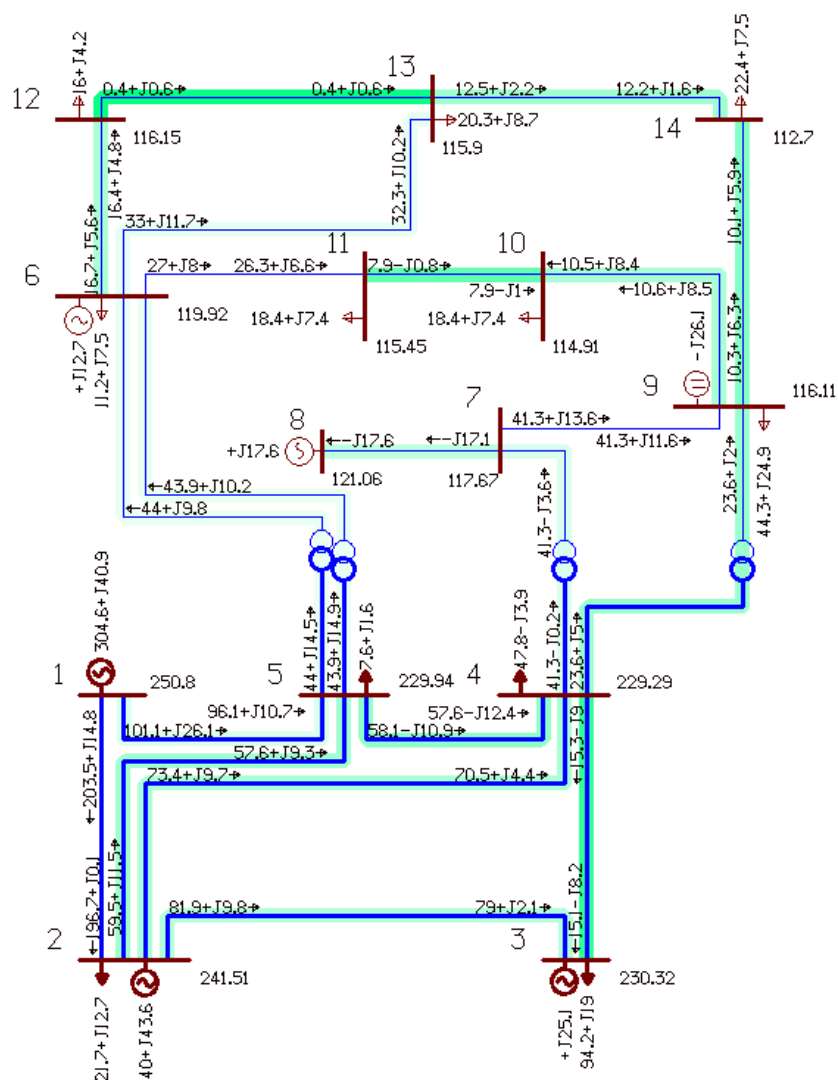 16+J4.2
12
0.4+J0.6
0.4+J0.6
13
12.5+J2.2
12.2+J1.6
22.4+J7.5
14
116.15
20.3+J8.7
115.9
112.7
16.4+J4.8
32.3+J10.2
10.1+J5.9
33+J11.7
16.7+J5.6
6
27+J8
26.3+J6.6
11
7.9-J0.8
10
10.5+J8.4
7.9-J1
10.6+J8.5
119.92
18.4+J7.4
115.45
18.4+J7.4
114.91
+J12.7
11.2+J7.5
-J26.1
10.3+J6.3
9
116.11
7
41.3+J13.6
41.3+J11.6
8
+J17.6
-J17.6
-J17.1
121.06
117.67
23.6+J2
44.3+J24.9
43.9+J10.2
44+J9.8
41.3-J3.6
304.6+J40.9
44+J14.5
43.9+J14.9
7.6+J1.6
47.8-J3.9
41.3-J0.2
23.6+J5
1
250.8
5
229.94
4
229.29
96.1+J10.7
101.1+J26.1
57.6-J12.4
58.1-J10.9
15.3-J9
57.6+J9.3
73.4+J9.7
70.5+J4.4
203.5+J14.8
196.7+J0.1
59.5+J11.5
81.9+J9.8
79+J2.1
15.1-J8.2
2
241.51
3
230.32
21.7+J12.7
40+J43.6
+J25.1
94.2+J19